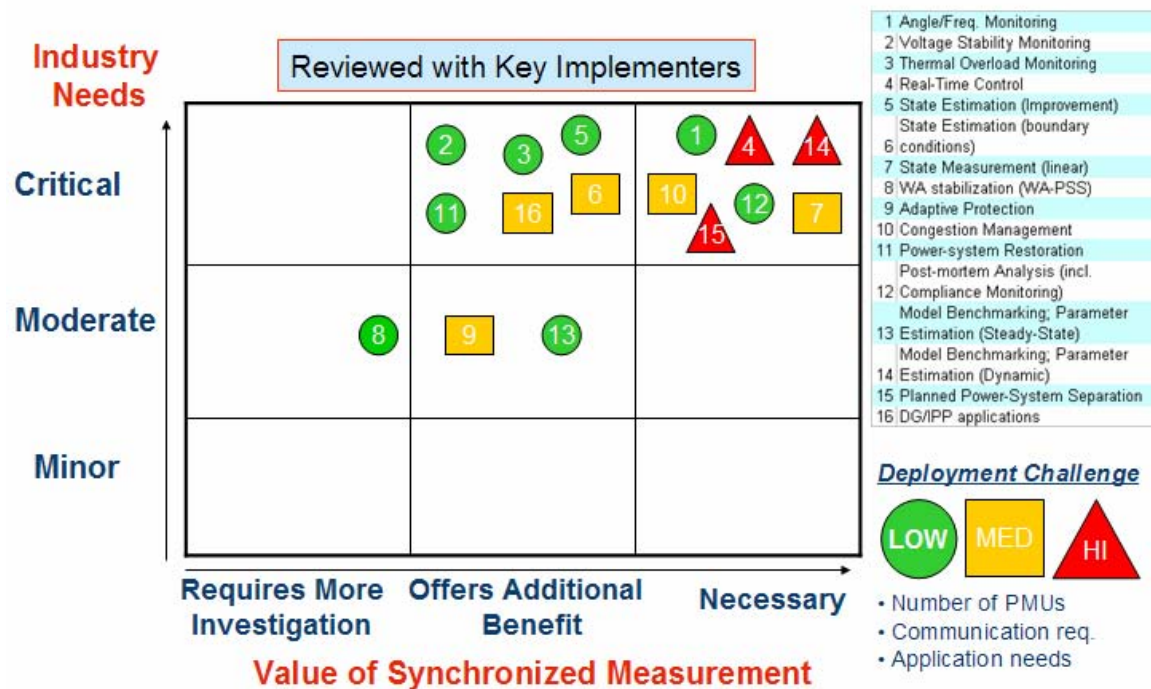 Industry
Needs
Reviewed with Key Implementers
Critical
2
3
5
1
4
14
11
16
6
10
15
12
7
Moderate
8
9
13
Minor
Requires More
Investigation
Offers Additional
Benefit
Necessary
Value of Synchronized Measurement
1 Angle/Freq. Monitoring
2 Voltage Stability Monitoring
3 Thermal Overload Monitoring
4 Real-Time Control
5 State Estimation (Improvement)
State Estimation (boundary
6 conditions)
7 State Measurement (linear)
8 WA stabilization (WA-PSS)
9 Adaptive Protection
10 Congestion Management
11 Power-system Restoration
Post-mortem Analysis (incl.
12 Compliance Monitoring)
Model Benchmarking; Parameter
13 Estimation (Steady-State)
Model Benchmarking; Parameter
14 Estimation (Dynamic)
15 Planned Power-System Separation
16 DG/IPP applications
Deployment Challenge
LOW
MED
HI
• Number of PMUs
• Communication req.
• Application needs